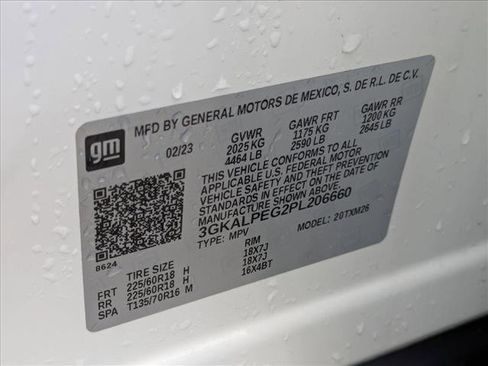 gm
MFD BY GENERAL MOTORS DE MEXICO, S. DE R.L. DE C.V.
02/23 GVWR GAWR FRT GAWR RR
2025 KG 1175 KG 1200 KG
4464 LB 2590 LB 2645 LB
THIS VEHICLE CONFORMS TO ALL
APPLICABLE U.S. FEDERAL MOTOR
VEHICLE SAFETY AND THEFT PREVENTION
STANDARDS IN EFFECT ON THE DATE OF
MANUFACTURE SHOWN ABOVE.
3GKALPEG2PL206660
TYPE: MPV 20TXM26
8624
TIRE SIZE RIM
FRT 225/60R18 H 18X7J
RR 225/60R18 H 18X7J
SPA T135/70R16 M 16X4BT